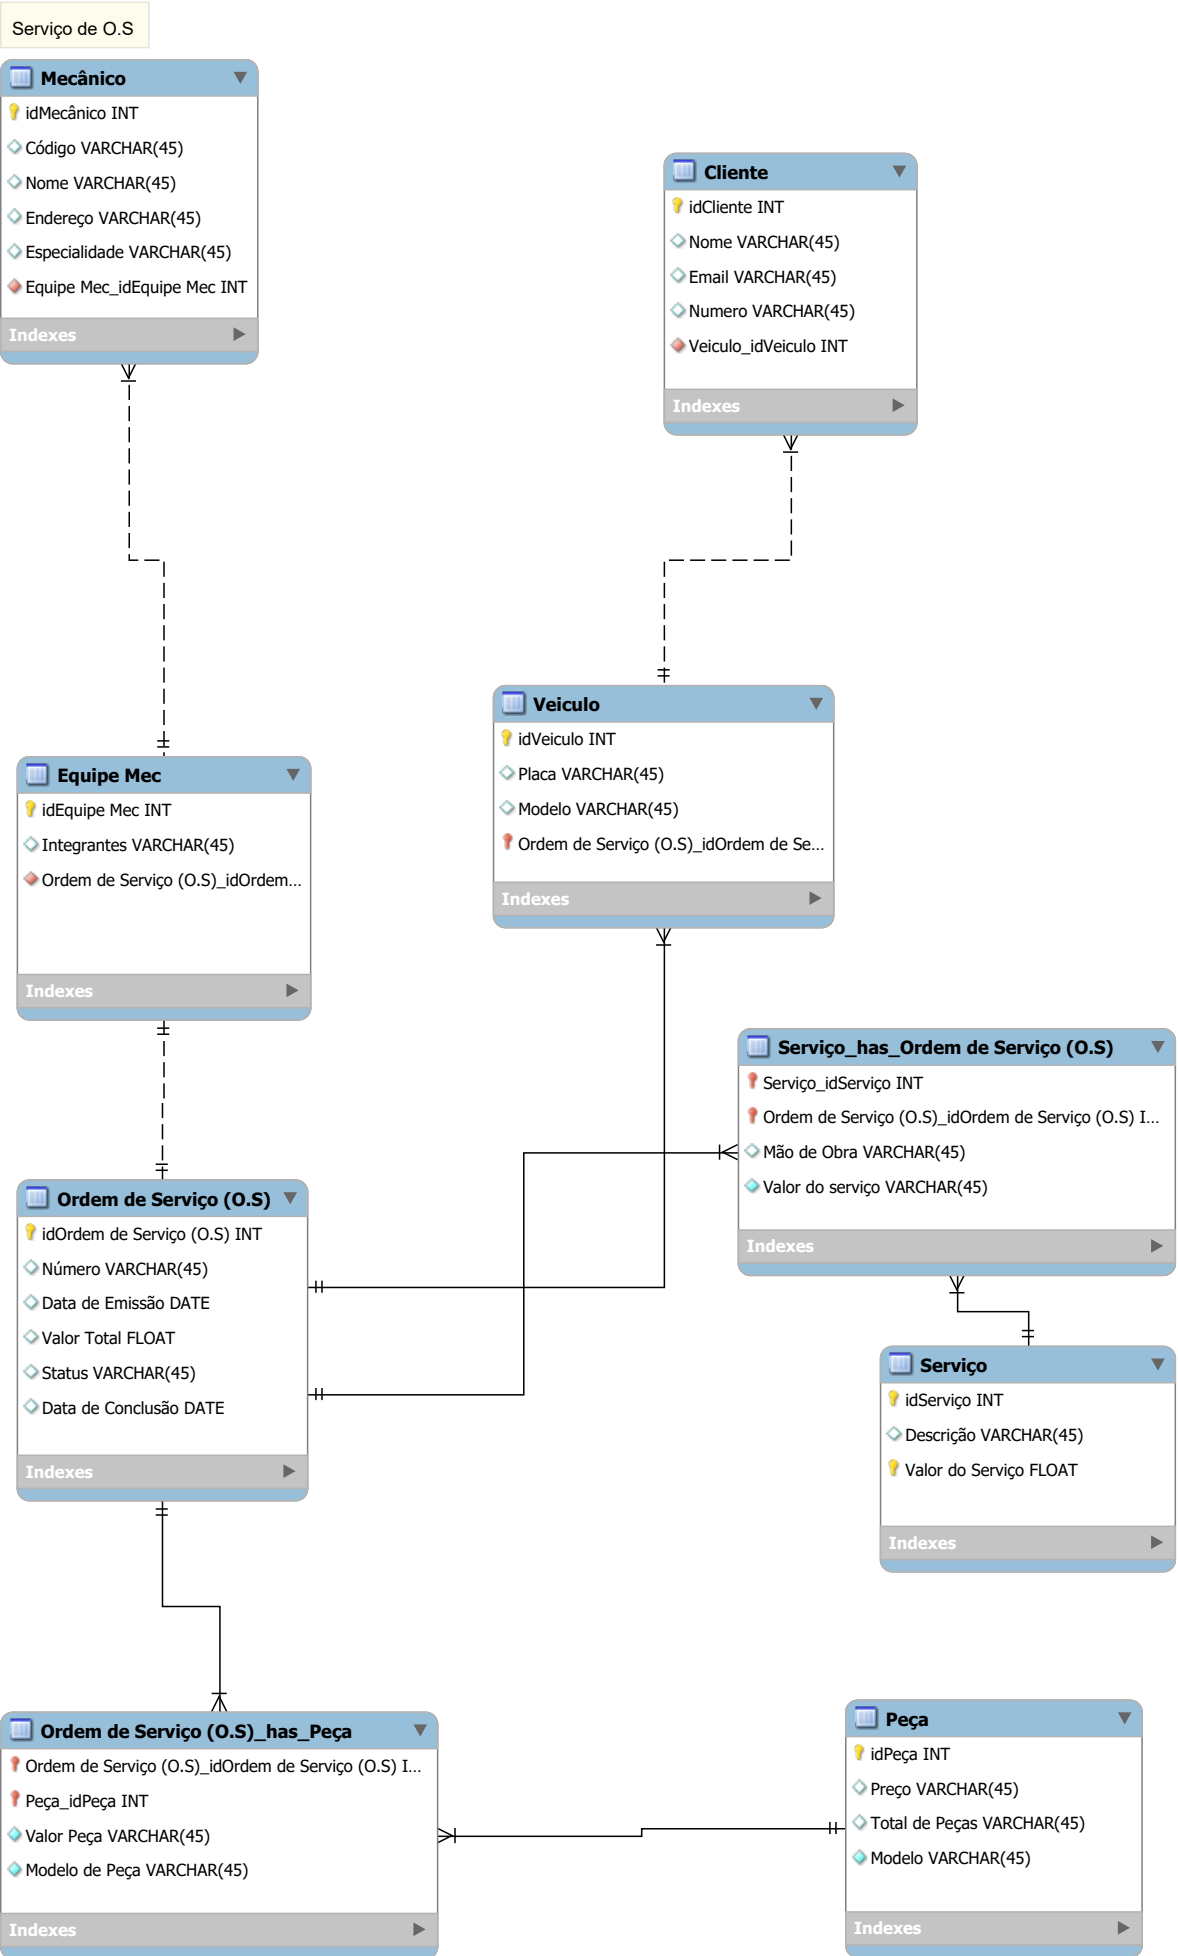 Serviço de O.S
Mecânico
idMecânico INT
Código VARCHAR(45)
Nome VARCHAR(45)
Endereço VARCHAR(45)
Especialidade VARCHAR(45)
Equipe Mec_idEquipe Mec INT
Indexes
Cliente
idCliente INT
Nome VARCHAR(45)
Email VARCHAR(45)
Numero VARCHAR(45)
Veiculo_idVeiculo INT
Indexes
Veiculo
idVeiculo INT
Placa VARCHAR(45)
Modelo VARCHAR(45)
Ordem de Serviço (O.S)_idOrdem de Se...
Indexes
Equipe Mec
idEquipe Mec INT
Integrantes VARCHAR(45)
Ordem de Serviço (O.S)_idOrdem...
Indexes
Serviço_has_Ordem de Serviço (O.S)
Serviço_idServiço INT
Ordem de Serviço (O.S)_idOrdem de Serviço (O.S) I...
Mão de Obra VARCHAR(45)
Valor do serviço VARCHAR(45)
Indexes
Ordem de Serviço (O.S)
idOrdem de Serviço (O.S) INT
Número VARCHAR(45)
Data de Emissão DATE
Valor Total FLOAT
Status VARCHAR(45)
Data de Conclusão DATE
Indexes
Serviço
idServiço INT
Descrição VARCHAR(45)
Valor do Serviço FLOAT
Indexes
Ordem de Serviço (O.S)_has_Peça
Ordem de Serviço (O.S)_idOrdem de Serviço (O.S) I...
Peça_idPeça INT
Valor Peça VARCHAR(45)
Modelo de Peça VARCHAR(45)
Indexes
Peça
idPeça INT
Preço VARCHAR(45)
Total de Peças VARCHAR(45)
Modelo VARCHAR(45)
Indexes